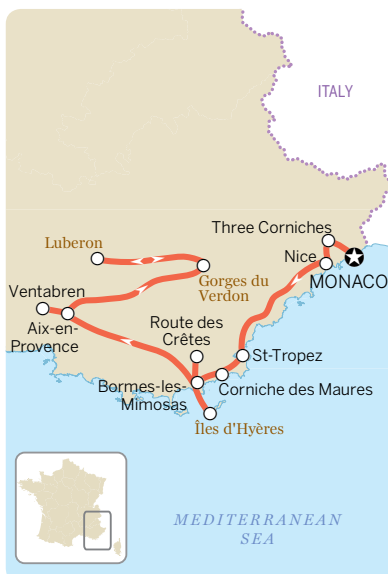 ITALY
Three Corniches
Luberon
Nice
Gorges du
Verdon
MONACO
Ventabren
Aix-en-
Provence
Route des
Crêtes
St-Tropez
Bormes-les-
Mimosas
Corniche des Maures
Îles d'Hyères
MEDITERRANEAN
SEA